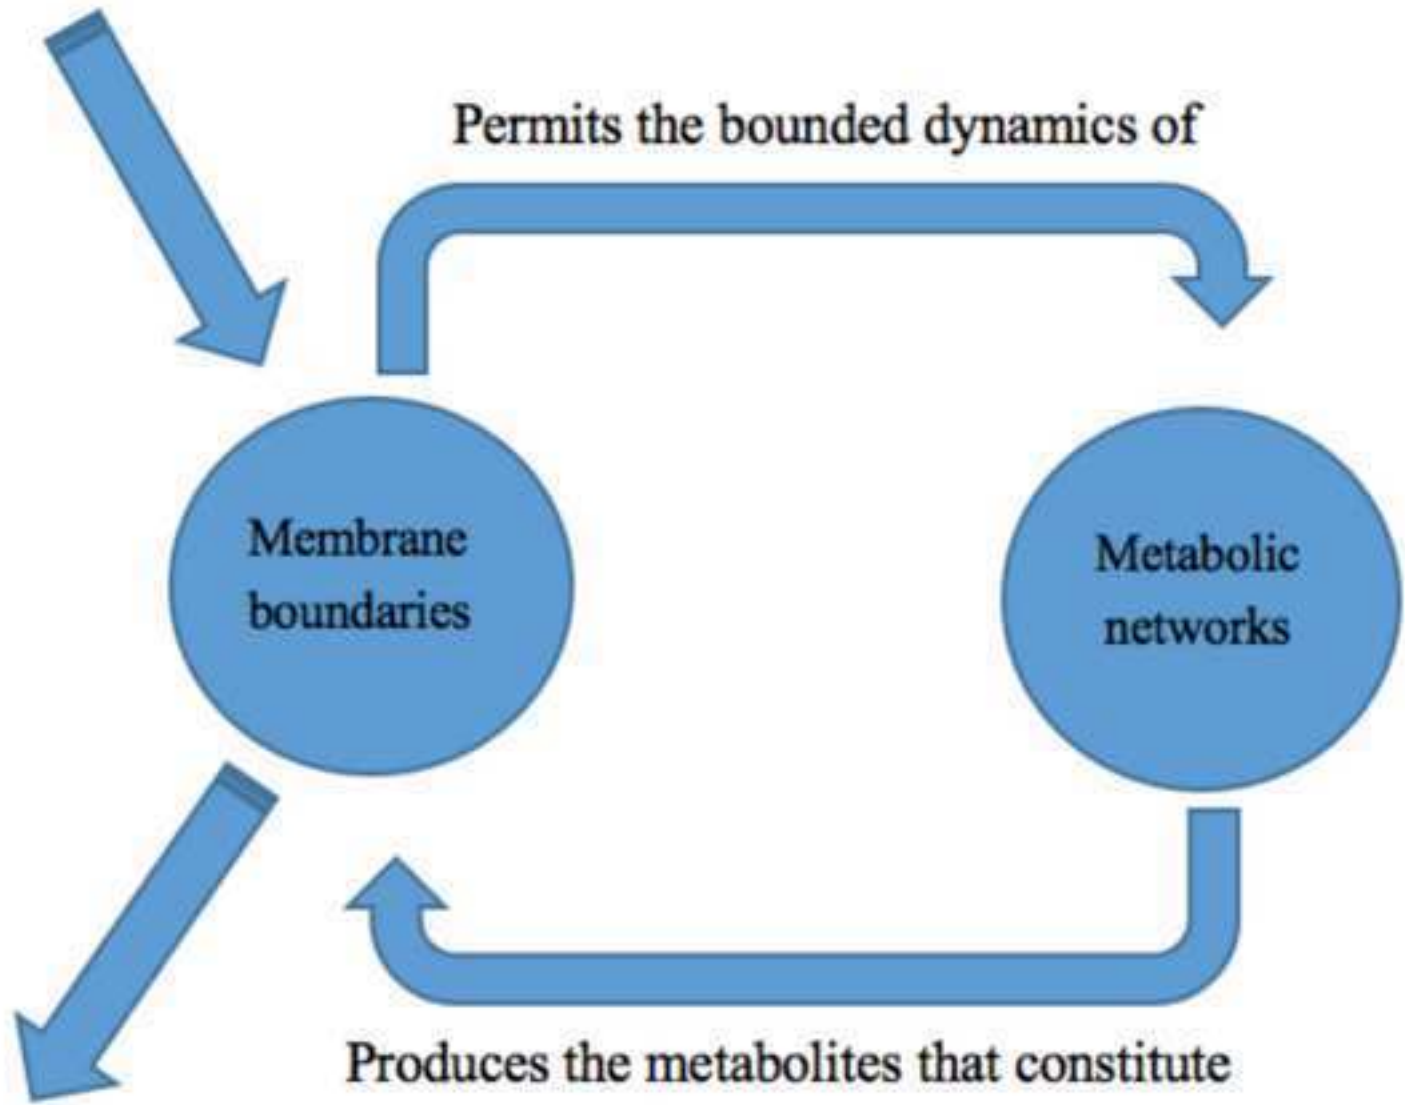 Permits the bounded dynamics of
Membrane
boundaries
Metabolic
networks
Produces the metabolites that constitute